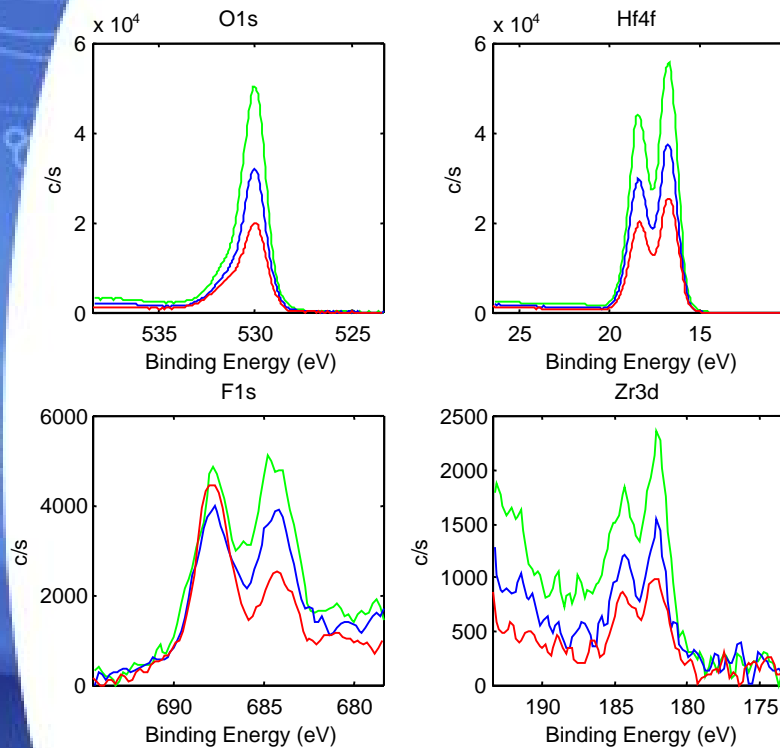 O1s
x 10⁴
6
4
2
0
c/s
535 530 525
Binding Energy (eV)
Hf4f
x 10⁴
6
4
2
0
c/s
25 20 15
Binding Energy (eV)
F1s
6000
4000
2000
0
c/s
690 685 680
Binding Energy (eV)
Zr3d
2500
2000
1500
1000
500
0
c/s
190 185 180 175
Binding Energy (eV)